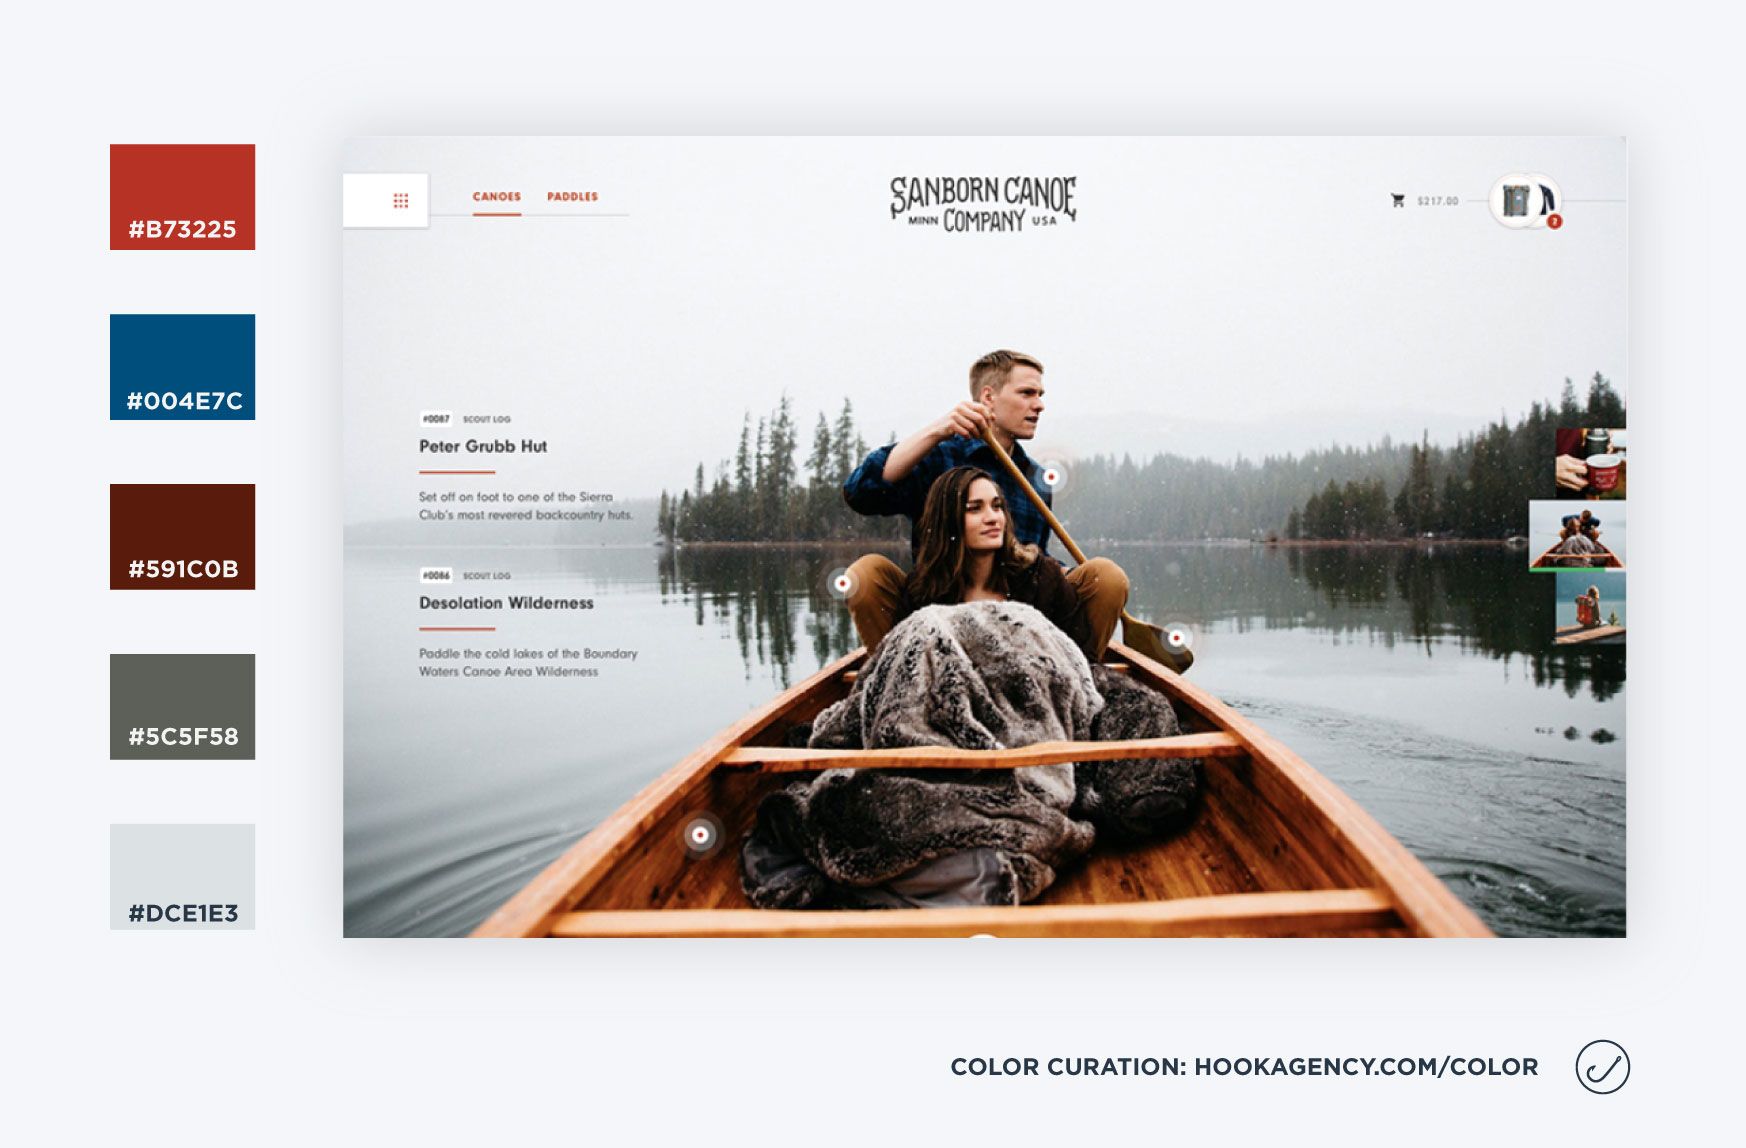 #B73225
#004E7C
#591C0B
#5C5F58
#DCE1E3
CANOES PADDLES
SANBORN CANOE
MINN COMPANY USA
$217.00
2
#0087 SCOUT LOG
Peter Grubb Hut
Set off on foot to one of the Sierra
Club's most revered backcountry huts.
#0086 SCOUT LOG
Desolation Wilderness
Paddle the cold lakes of the Boundary
Waters Canoe Area Wilderness
COLOR CURATION: HOOKAGENCY.COM/COLOR